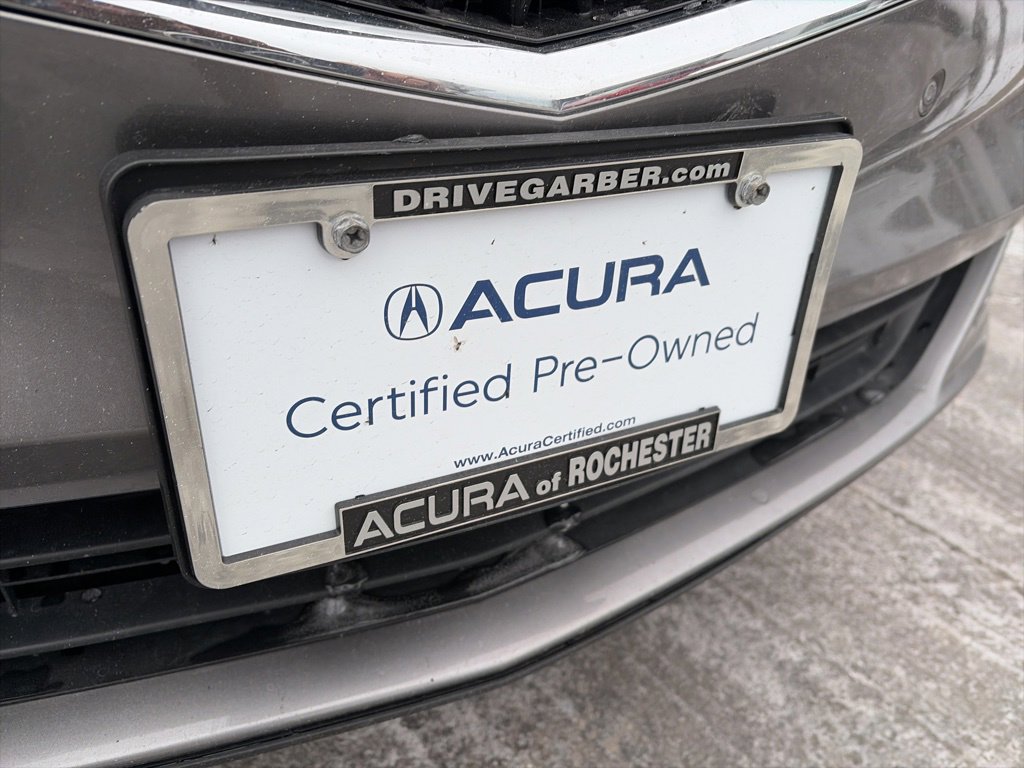 DRIVEGARBER.com
ACURA
Certified Pre-Owned
www.AcuraCertified.com
ACURA of ROCHESTER